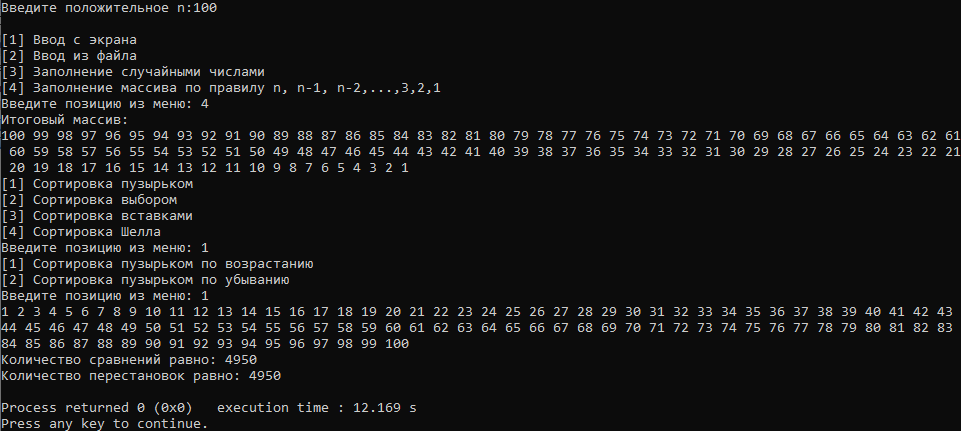 Введите положительное n:100
[1] Ввод с экрана
[2] Ввод из файла
[3] Заполнение случайными числами
[4] Заполнение массива по правилу n, n-1, n-2,...,3,2,1
Введите позицию из меню: 4
Итоговый массив:
100 99 98 97 96 95 94 93 92 91 90 89 88 87 86 85 84 83 82 81 80 79 78 77 76 75 74 73 72 71 70 69 68 67 66 65 64 63 62 61
60 59 58 57 56 55 54 53 52 51 50 49 48 47 46 45 44 43 42 41 40 39 38 37 36 35 34 33 32 31 30 29 28 27 26 25 24 23 22 21
20 19 18 17 16 15 14 13 12 11 10 9 8 7 6 5 4 3 2 1
[1] Сортировка пузырьком
[2] Сортировка выбором
[3] Сортировка вставками
[4] Сортировка Шелла
Введите позицию из меню: 1
[1] Сортировка пузырьком по возрастанию
[2] Сортировка пузырьком по убыванию
Введите позицию из меню: 1
1 2 3 4 5 6 7 8 9 10 11 12 13 14 15 16 17 18 19 20 21 22 23 24 25 26 27 28 29 30 31 32 33 34 35 36 37 38 39 40 41 42 43
44 45 46 47 48 49 50 51 52 53 54 55 56 57 58 59 60 61 62 63 64 65 66 67 68 69 70 71 72 73 74 75 76 77 78 79 80 81 82 83
84 85 86 87 88 89 90 91 92 93 94 95 96 97 98 99 100
Количество сравнений равно: 4950
Количество перестановок равно: 4950
Process returned 0 (0x0)   execution time : 12.169 s
Press any key to continue.